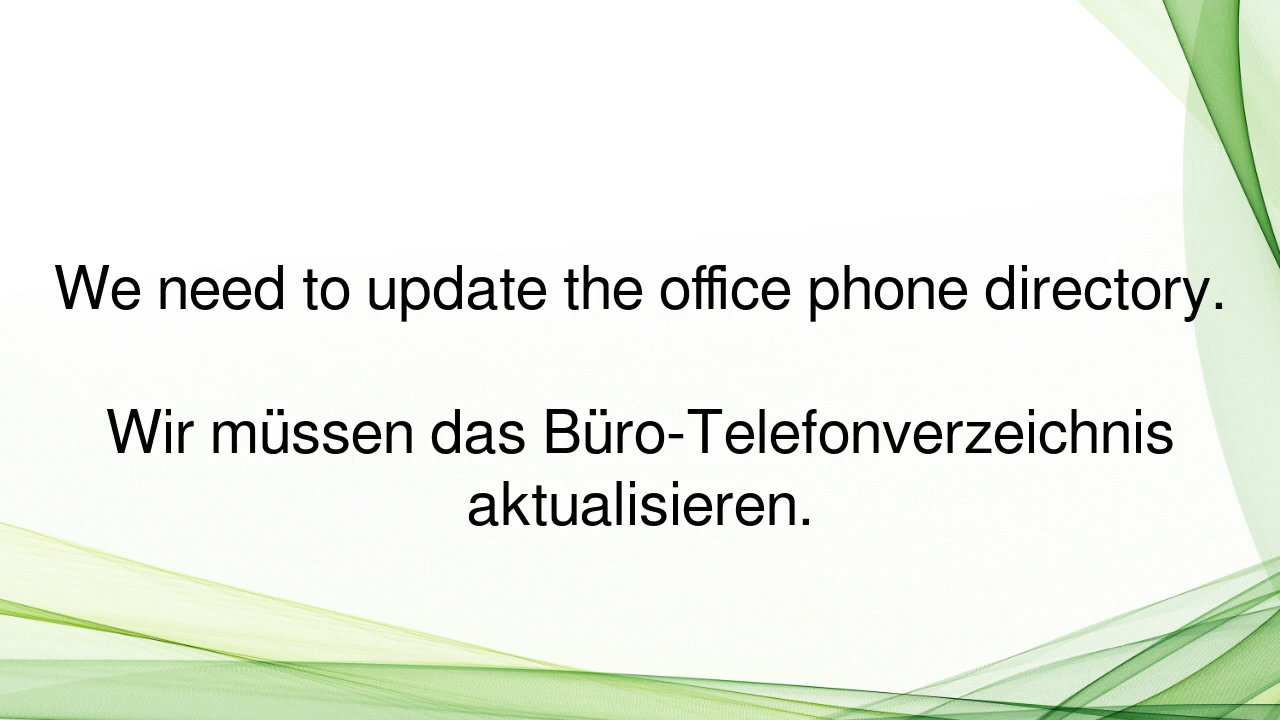 We need to update the office phone directory.
Wir müssen das Büro-Telefonverzeichnis
aktualisieren.